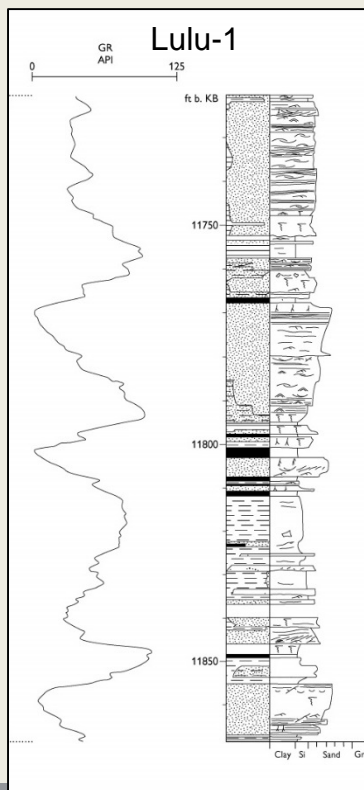 Lulu-1
GR
API
0 125
ft b. KB
11750
11800
11850
Clay Si Sand Gr